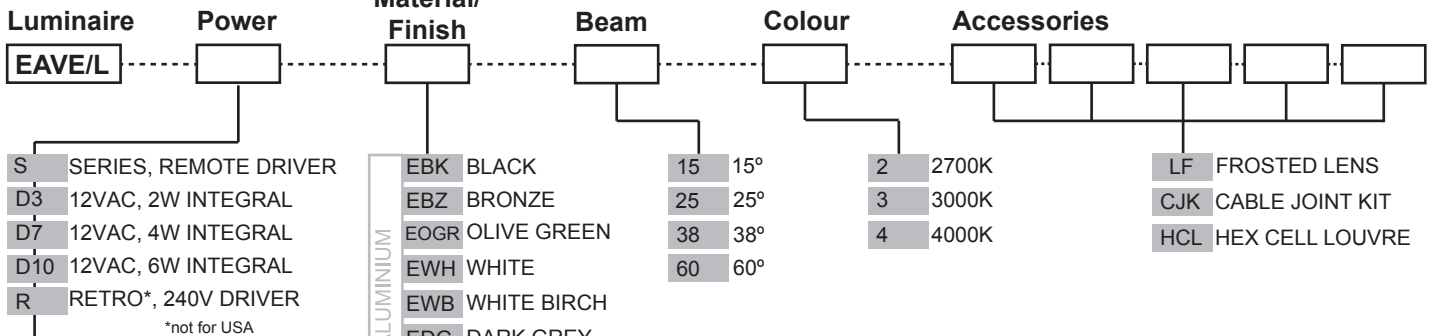 Material/
Luminaire Power Finish Beam Colour Accessories
EAVE/L
S SERIES, REMOTE DRIVER EBK BLACK 15 15º 2 2700K LF FROSTED LENS
D3 12VAC, 2W INTEGRAL EBZ BRONZE 25 25º 3 3000K CJK CABLE JOINT KIT
D7 12VAC, 4W INTEGRAL EOGR OLIVE GREEN 38 38º 4 4000K HCL HEX CELL LOUVRE
D10 12VAC, 6W INTEGRAL EWH WHITE 60 60º
R RETRO*, 240V DRIVER EWB WHITE BIRCH
*not for USA
EDG DARK GREY